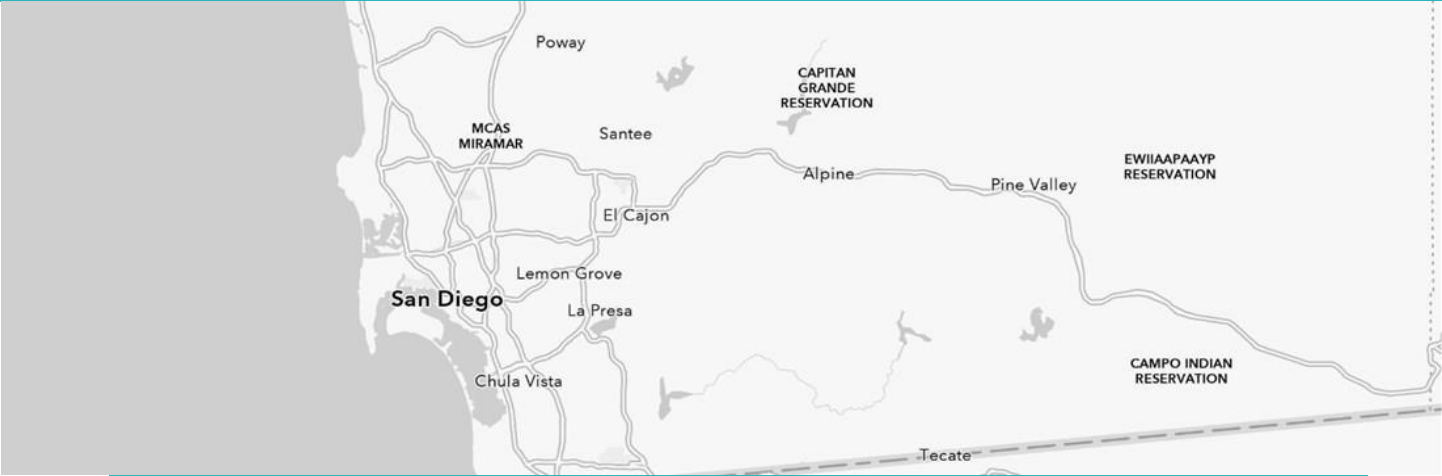 Poway
CAPITAN
GRANDE
RESERVATION
MCAS
MIRAMAR
Santee
EWIIAAPAAYP
RESERVATION
Alpine
Pine Valley
El Cajon
Lemon Grove
San Diego
La Presa
CAMPO INDIAN
RESERVATION
Chula Vista
Tecate